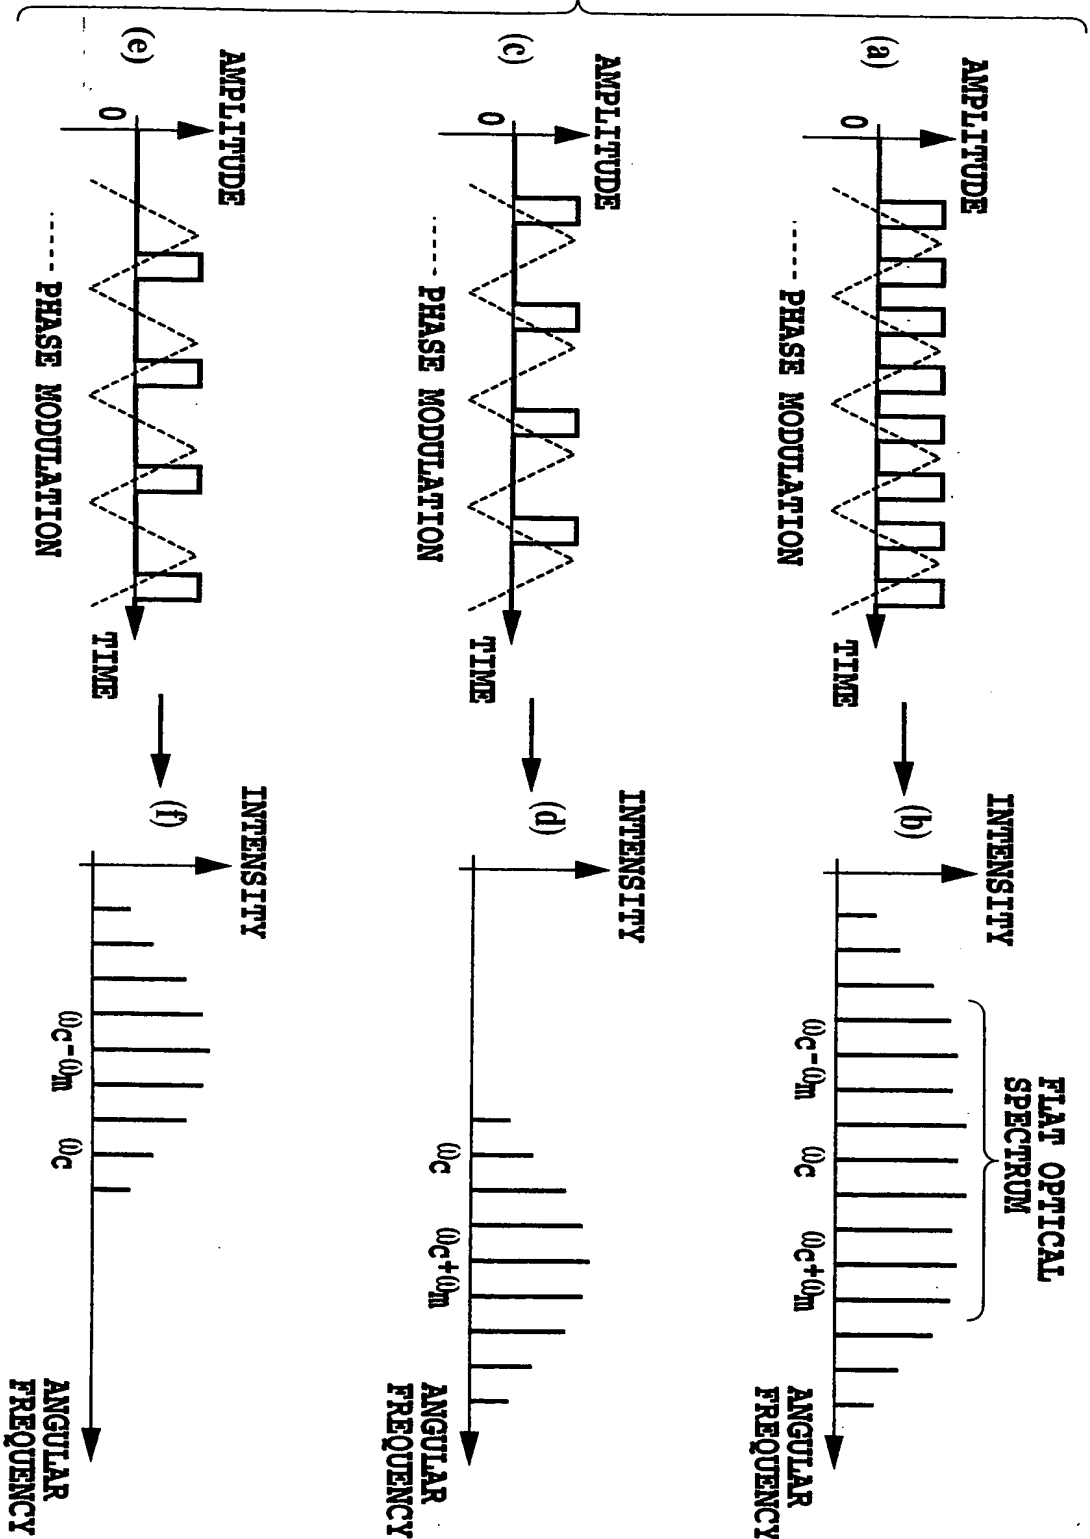 (a)
AMPLITUDE
0
TIME
----- PHASE MODULATION
(b)
INTENSITY
FLAT OPTICAL
SPECTRUM
ωc-ωm
ωc
ωc+ωm
ANGULAR
FREQUENCY
(c)
AMPLITUDE
0
TIME
----- PHASE MODULATION
(d)
INTENSITY
ωc
ωc+ωm
ANGULAR
FREQUENCY
(e)
AMPLITUDE
0
TIME
----- PHASE MODULATION
(f)
INTENSITY
ωc-ωm
ωc
ANGULAR
FREQUENCY